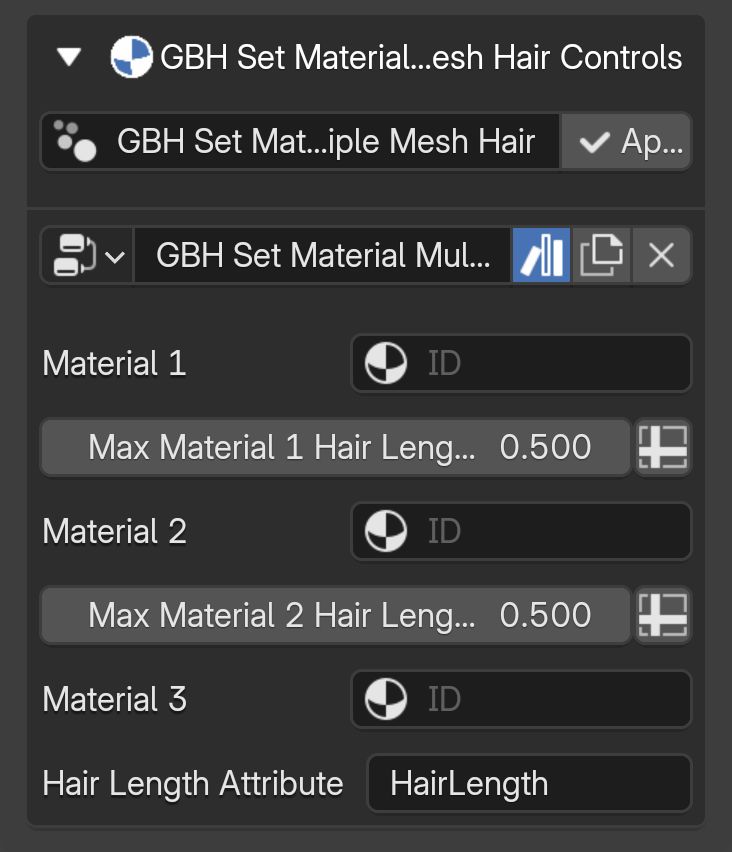 GBH Set Material...esh Hair Controls
GBH Set Mat...iple Mesh Hair Ap...
GBH Set Material Mul...
Material 1 ID
Max Material 1 Hair Leng... 0.500
Material 2 ID
Max Material 2 Hair Leng... 0.500
Material 3 ID
Hair Length Attribute HairLength